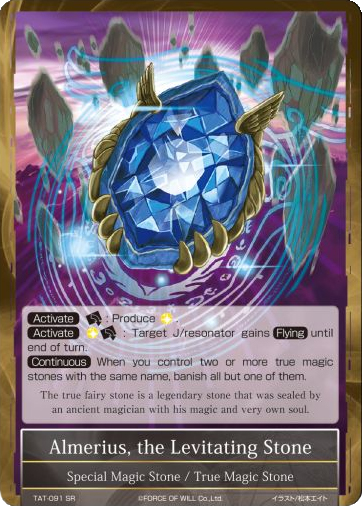 Activate : Produce .
Activate : Target J/resonator gains Flying until
end of turn.
Continuous When you control two or more true magic
stones with the same name, banish all but one of them.
The true fairy stone is a legendary stone that was sealed by
an ancient magician with his magic and very own soul.
Almerius, the Levitating Stone
Special Magic Stone / True Magic Stone
TAT-091 SR ©FORCE OF WILL Co.,Ltd. イラスト/松本エイト